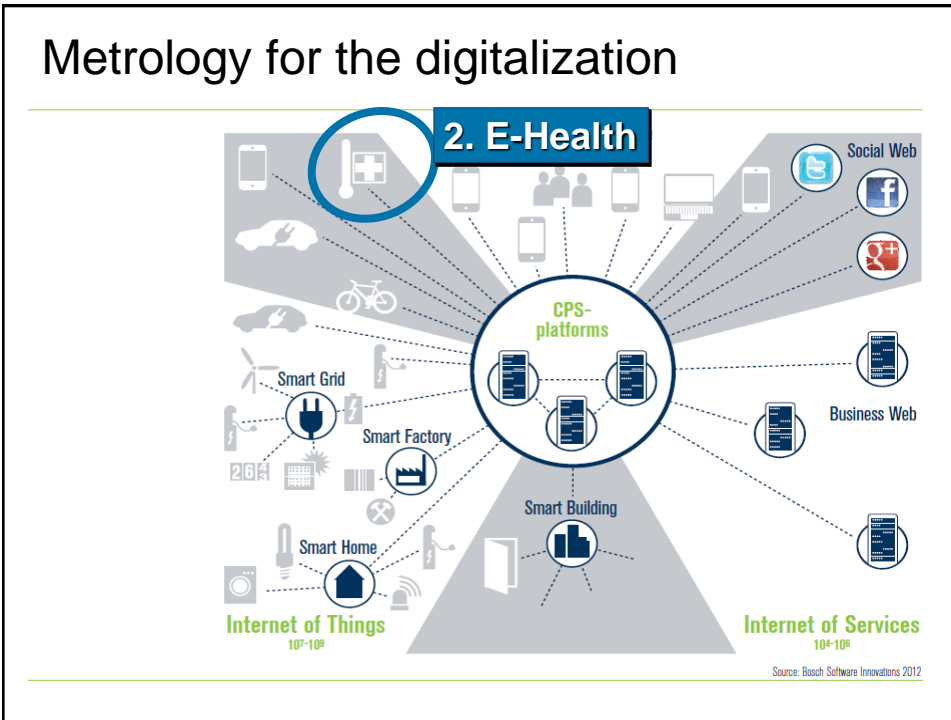 Metrology for the digitalization
2. E-Health
Social Web
CPS-
platforms
Smart Grid
Business Web
Smart Factory
Smart Building
Smart Home
Internet of Things
10⁷-10⁸
Internet of Services
10⁴-10⁶
Source: Bosch Software Innovations 2012